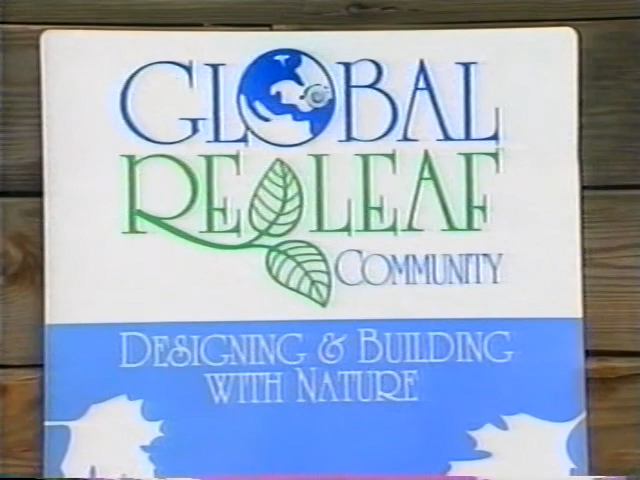 GLOBAL
RELEAF
COMMUNITY
DESIGNING & BUILDING
WITH NATURE